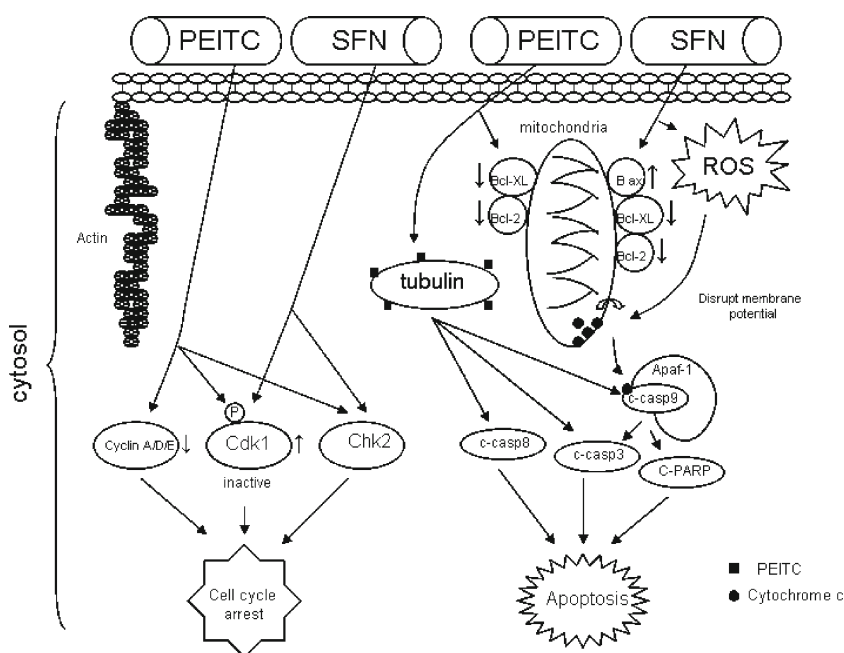 PEITC
SFN
PEITC
SFN
mitochondria
ROS
Bcl-XL
Bax
Bcl-2
Bcl-XL
Bcl-2
Actin
tubulin
Disrupt membrane
potential
cytosol
Apaf-1
c-casp9
P
Cyclin A/D/E
Cdk1
Chk2
c-casp8
c-casp3
C-PARP
inactive
Cell cycle
arrest
Apoptosis
PEITC
Cytochrome c